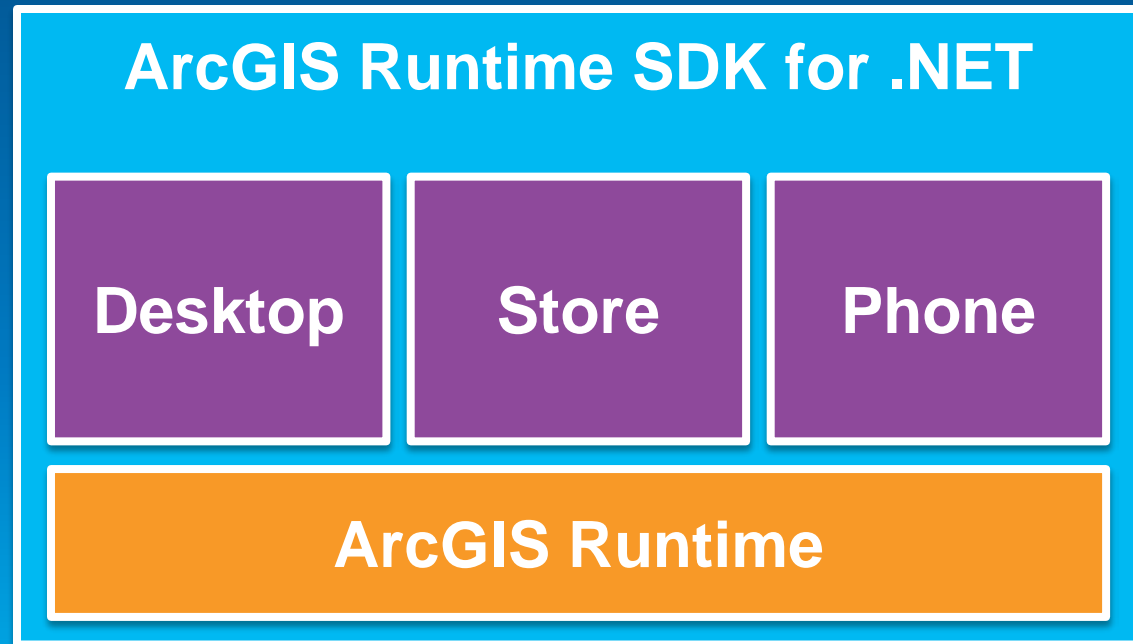 ArcGIS Runtime SDK for .NET
Desktop
Store
Phone
ArcGIS Runtime